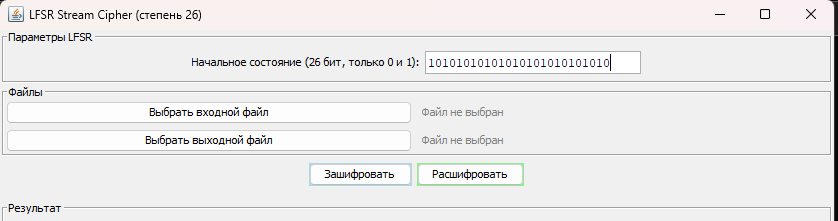 LFSR Stream Cipher (степень 26)
Параметры LFSR
Начальное состояние (26 бит, только 0 и 1): 10101010101010101010101010
Файлы
Выбрать входной файл Файл не выбран
Выбрать выходной файл Файл не выбран
Зашифровать Расшифровать
Результат